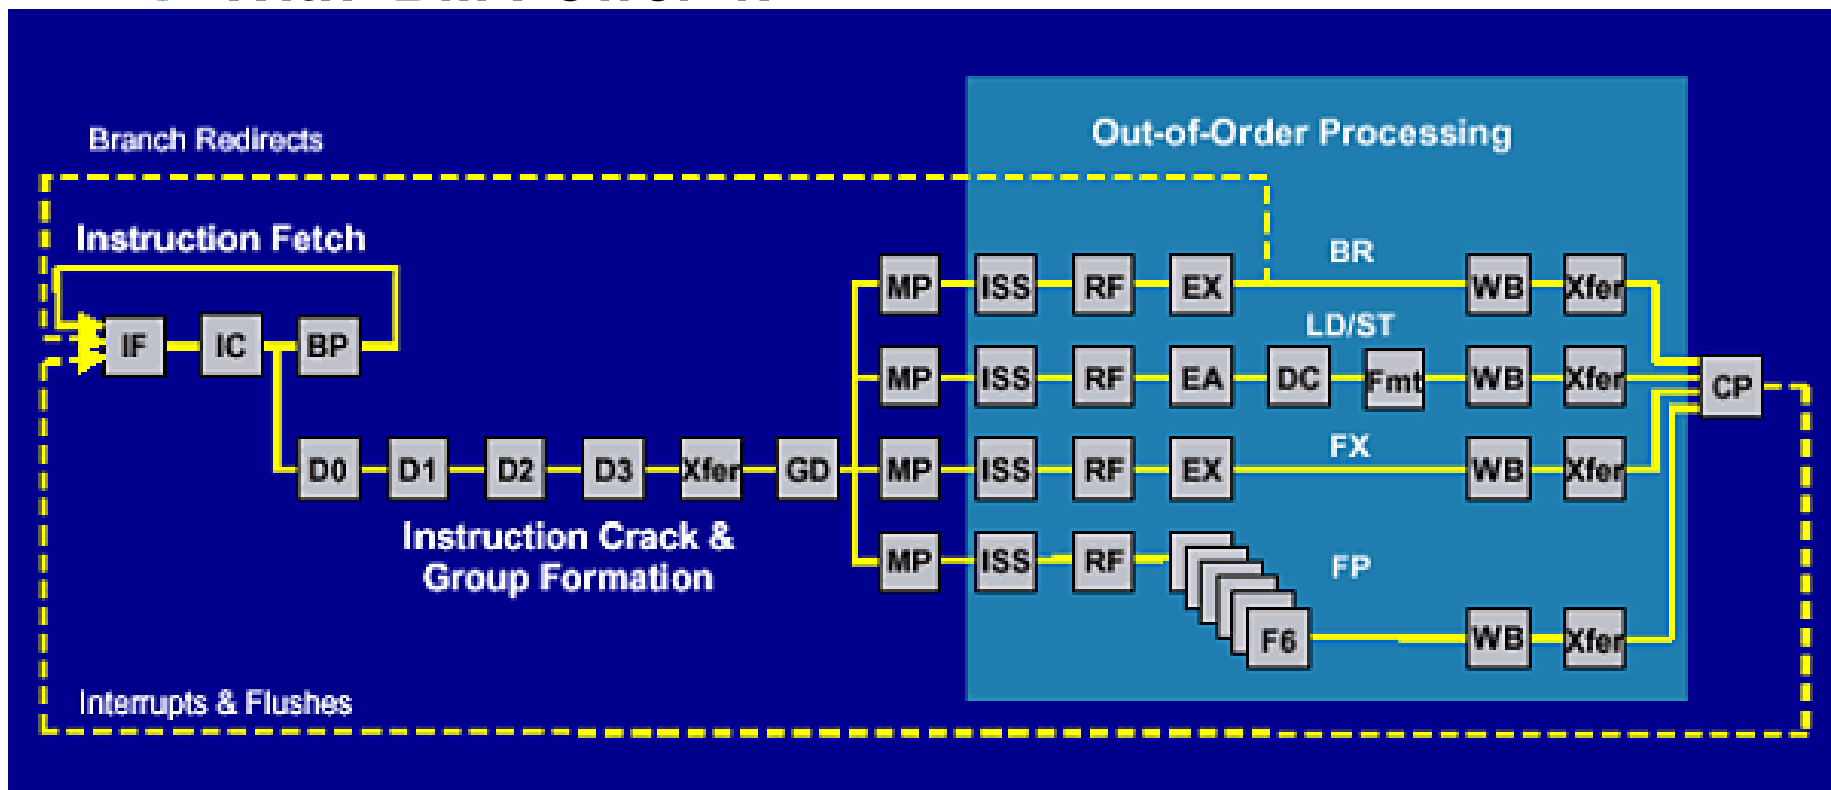 Out-of-Order Processing
Branch Redirects
Instruction Fetch
BR
MP ISS RF EX WB Xfer
LD/ST
IF IC BP
MP ISS RF EA DC Fmt WB Xfer CP
FX
D0 D1 D2 D3 Xfer GD MP ISS RF EX WB Xfer
Instruction Crack &
Group Formation
MP ISS RF FP
F6 WB Xfer
Interrupts & Flushes